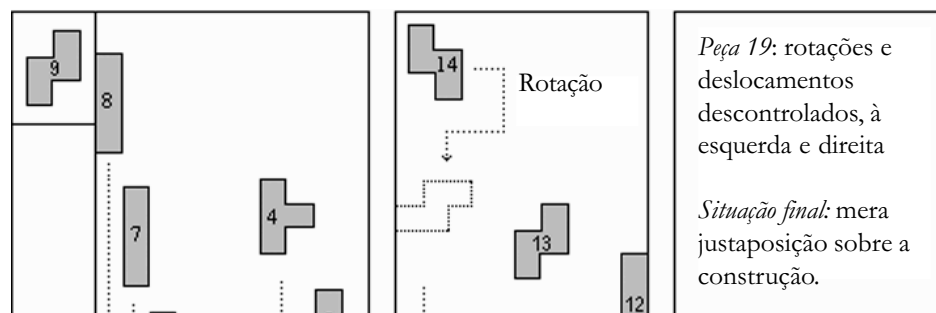 9
8
7
4
14
Rotação
13
12
Peça 19: rotações e
deslocamentos
descontrolados, à
esquerda e direita
Situação final: mera
justaposição sobre a
construção.